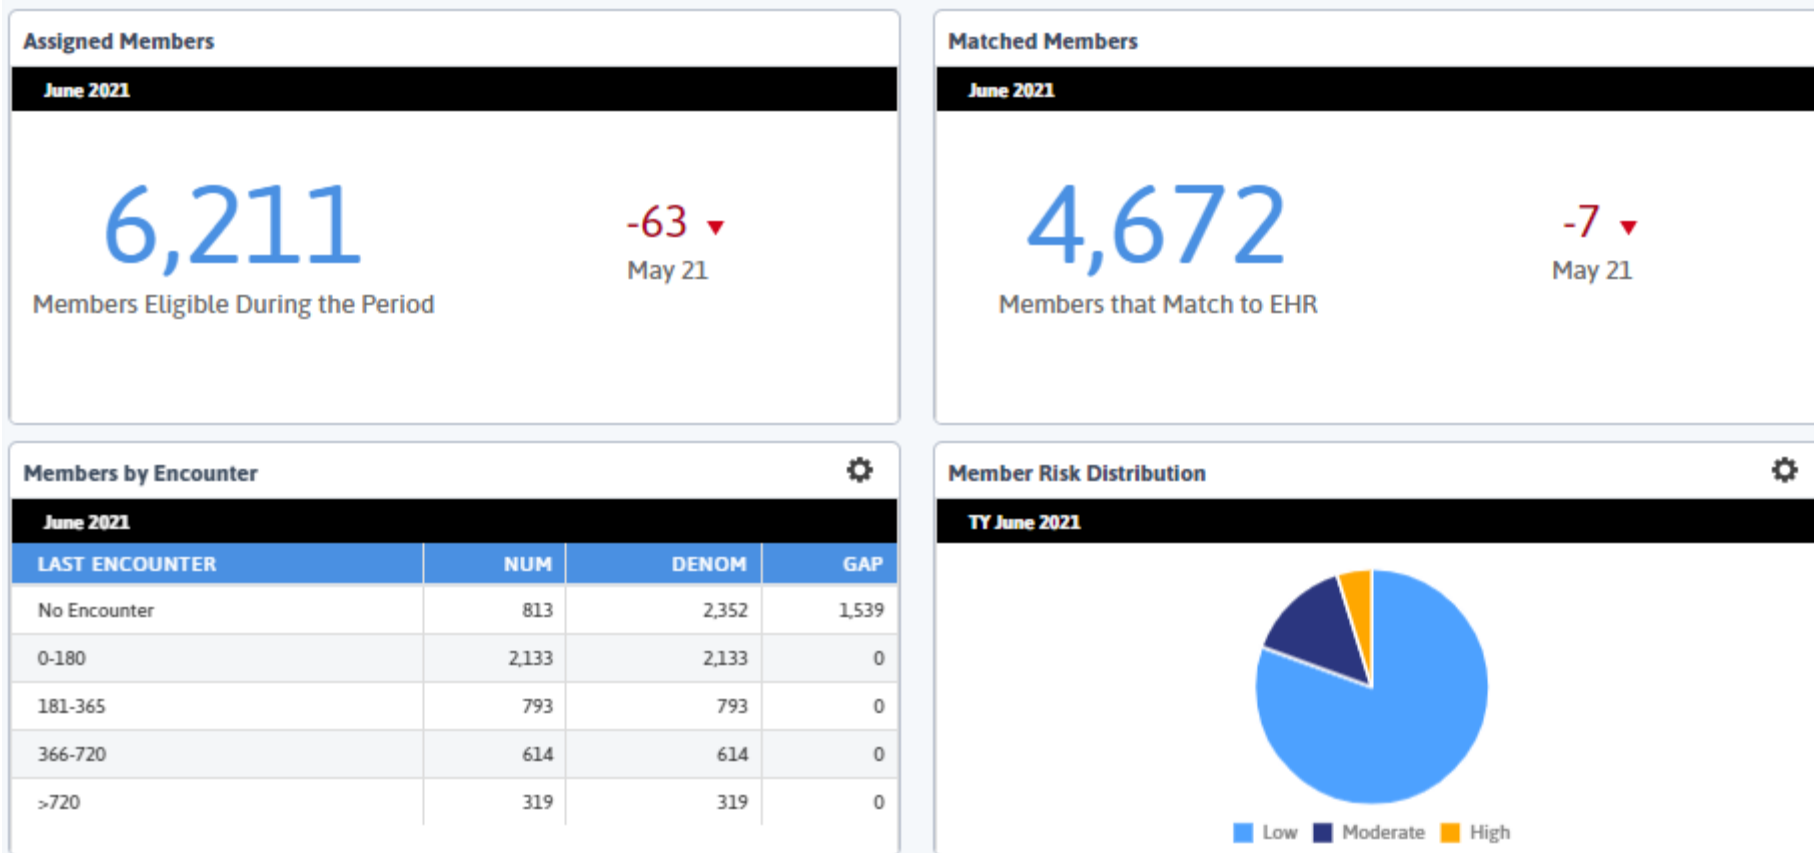 Assigned Members
June 2021
6,211
Members Eligible During the Period
-63 ▼
May 21
Matched Members
June 2021
4,672
Members that Match to EHR
-7 ▼
May 21
Members by Encounter
June 2021
LAST ENCOUNTER NUM DENOM GAP
No Encounter 813 2,352 1,539
0-180 2,133 2,133 0
181-365 793 793 0
366-720 614 614 0
>720 319 319 0
Member Risk Distribution
TY June 2021
Low Moderate High